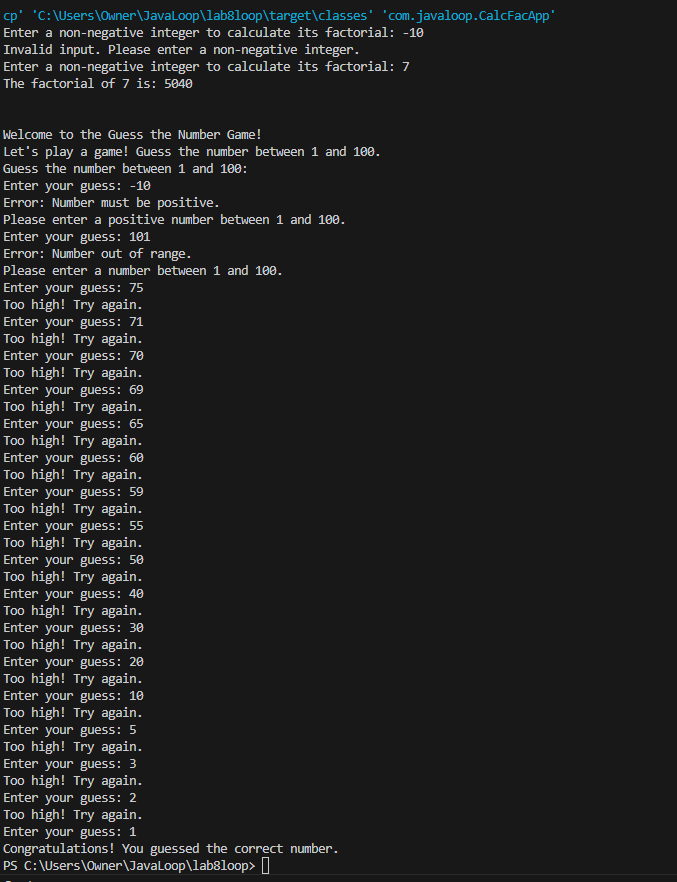 cp' 'C:\Users\Owner\JavaLoop\lab8loop\target\classes' 'com.javaloop.CalcFacApp'
Enter a non-negative integer to calculate its factorial: -10
Invalid input. Please enter a non-negative integer.
Enter a non-negative integer to calculate its factorial: 7
The factorial of 7 is: 5040
Welcome to the Guess the Number Game!
Let's play a game! Guess the number between 1 and 100.
Guess the number between 1 and 100:
Enter your guess: -10
Error: Number must be positive.
Please enter a positive number between 1 and 100.
Enter your guess: 101
Error: Number out of range.
Please enter a number between 1 and 100.
Enter your guess: 75
Too high! Try again.
Enter your guess: 71
Too high! Try again.
Enter your guess: 70
Too high! Try again.
Enter your guess: 69
Too high! Try again.
Enter your guess: 65
Too high! Try again.
Enter your guess: 60
Too high! Try again.
Enter your guess: 59
Too high! Try again.
Enter your guess: 55
Too high! Try again.
Enter your guess: 50
Too high! Try again.
Enter your guess: 40
Too high! Try again.
Enter your guess: 30
Too high! Try again.
Enter your guess: 20
Too high! Try again.
Enter your guess: 10
Too high! Try again.
Enter your guess: 5
Too high! Try again.
Enter your guess: 3
Too high! Try again.
Enter your guess: 2
Too high! Try again.
Enter your guess: 1
Congratulations! You guessed the correct number.
PS C:\Users\Owner\JavaLoop\lab8loop>